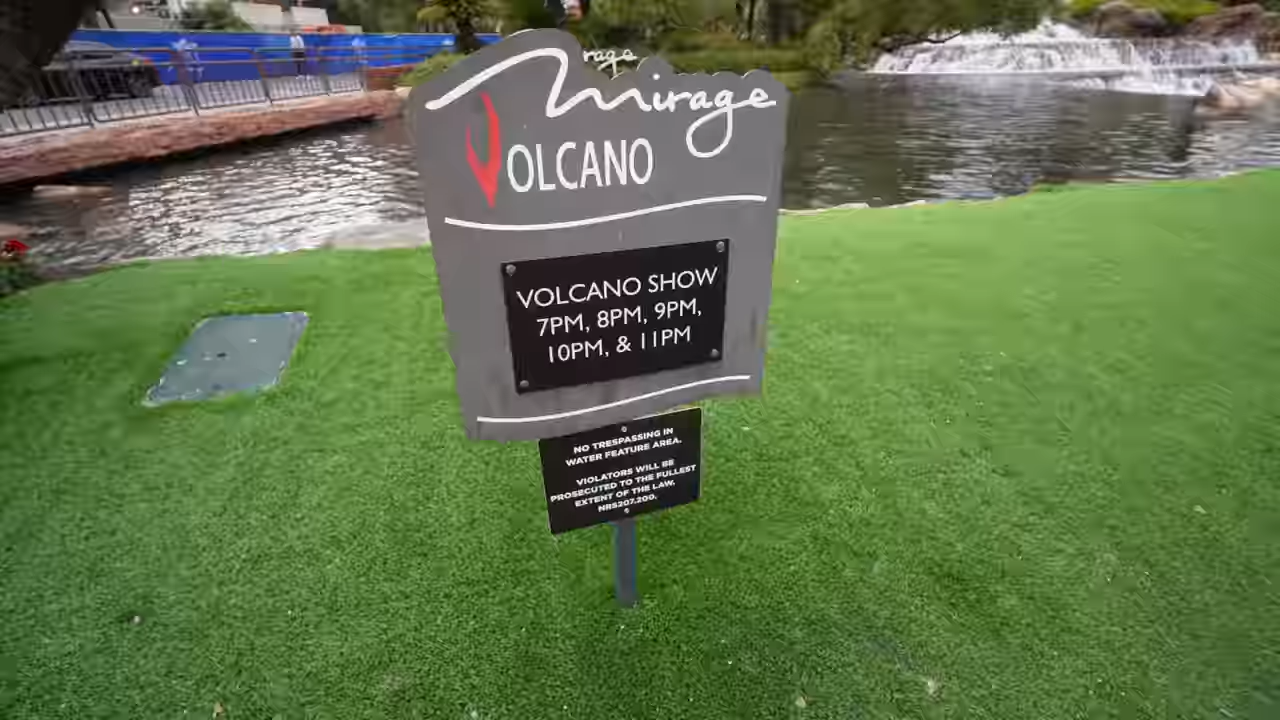 rage
Mirage
VOLCANO
VOLCANO SHOW
7PM, 8PM, 9PM,
10PM, & 11PM
NO TRESPASSING IN
WATER FEATURE AREA.
VIOLATORS WILL BE
PROSECUTED TO THE FULLEST
EXTENT OF THE LAW.
NRS207.200.